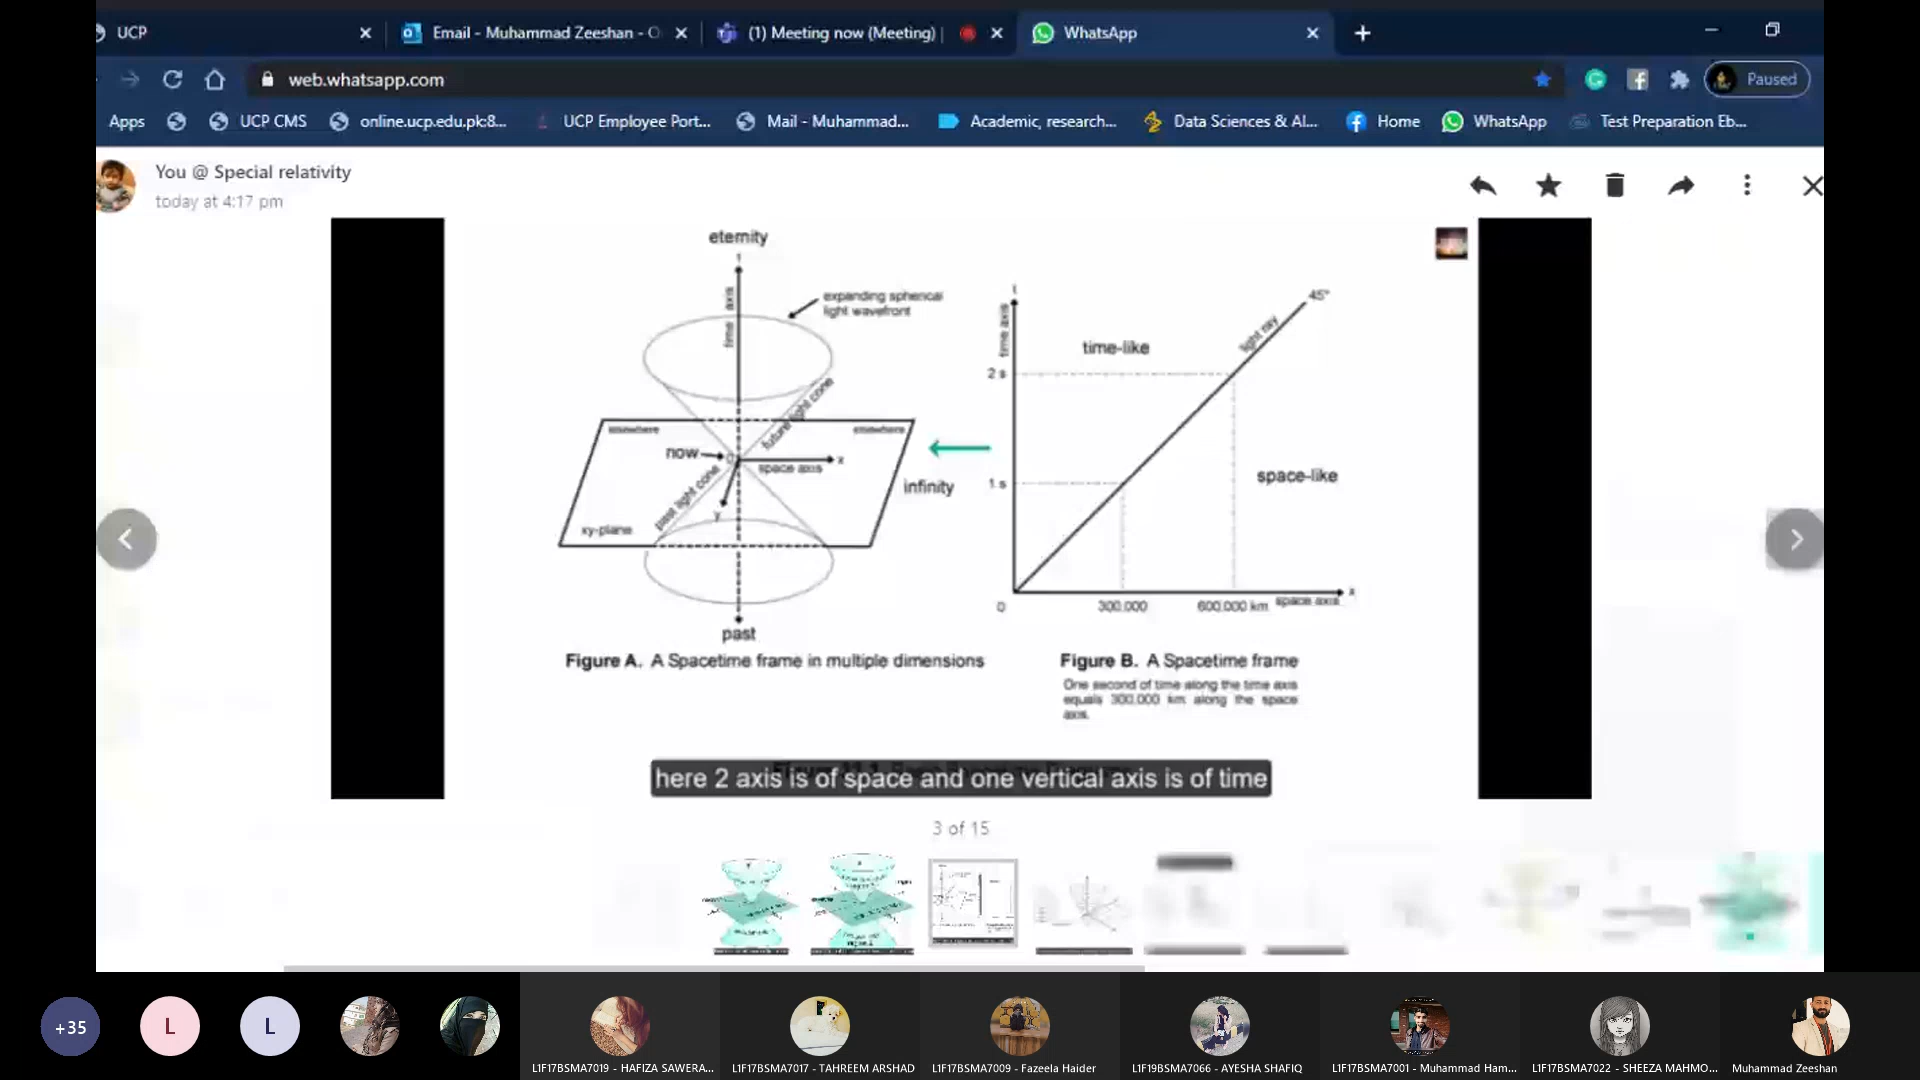 UCP
Email - Muhammad Zeeshan - O
(1) Meeting now (Meeting) |
WhatsApp
web.whatsapp.com
Paused
Apps
UCP CMS
online.ucp.edu.pk:8...
UCP Employee Port...
Mail - Muhammad...
Academic, research...
Data Sciences & AI...
Home
WhatsApp
Test Preparation Eb...
You @ Special relativity
today at 4:17 pm
eternity
time axis
expanding spherical
light wavefront
future light cone
elsewhere
elsewhere
now
0
x
space axis
past light cone
y
infinity
xy-plane
past
Figure A. A Spacetime frame in multiple dimensions
t
time axis
45°
light ray
time-like
2 s
space-like
1 s
0
300.000
600.000 km
space axis
x
Figure B. A Spacetime frame
One second of time along the time axis
equals 300.000 km along the space
axis.
here 2 axis is of space and one vertical axis is of time
3 of 15
+35
L
L
L1F17BSMA7019 - HAFIZA SAWERA...
L1F17BSMA7017 - TAHREEM ARSHAD
L1F17BSMA7009 - Fazeela Haider
L1F19BSMA7066 - AYESHA SHAFIQ
L1F17BSMA7001 - Muhammad Ham...
L1F17BSMA7022 - SHEEZA MAHMO...
Muhammad Zeeshan